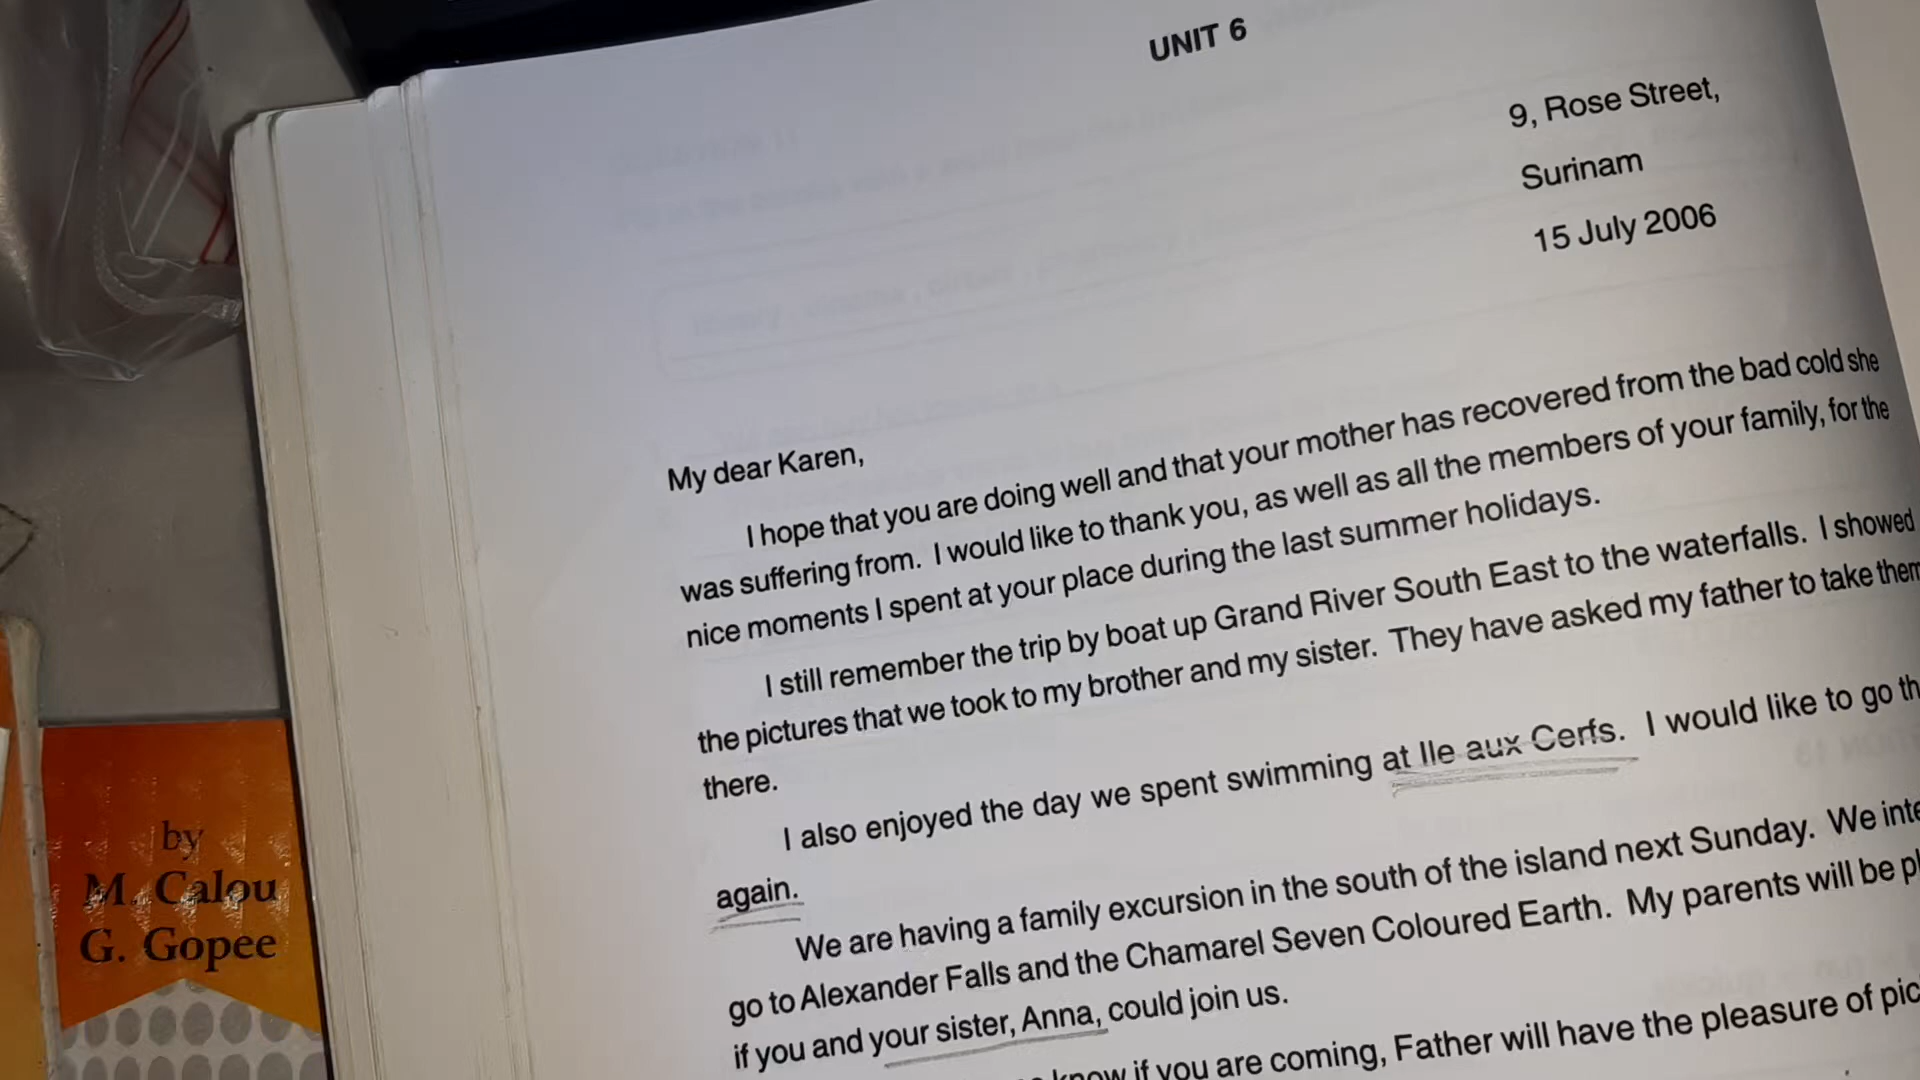 UNIT 6
9, Rose Street,
Surinam
15 July 2006
My dear Karen,
I hope that you are doing well and that your mother has recovered from the bad cold she
was suffering from. I would like to thank you, as well as all the members of your family, for the
nice moments I spent at your place during the last summer holidays.
I still remember the trip by boat up Grand River South East to the waterfalls. I showed
the pictures that we took to my brother and my sister. They have asked my father to take them
there.
I also enjoyed the day we spent swimming at Ile aux Cerfs. I would like to go
again.
We are having a family excursion in the south of the island next Sunday. We
go to Alexander Falls and the Chamarel Seven Coloured Earth. My parents will be
if you and your sister, Anna, could join us.
know if you are coming, Father will have the pleasure of
by
M. Calou
G. Gopee